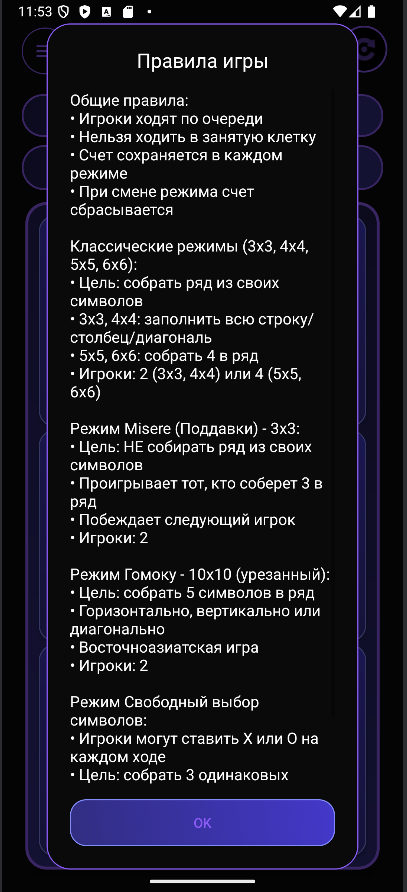 11:53
Правила игры
Общие правила:
• Игроки ходят по очереди
• Нельзя ходить в занятую клетку
• Счет сохраняется в каждом
режиме
• При смене режима счет
сбрасывается
Классические режимы (3x3, 4x4,
5x5, 6x6):
• Цель: собрать ряд из своих
символов
• 3x3, 4x4: заполнить всю строку/
столбец/диагональ
• 5x5, 6x6: собрать 4 в ряд
• Игроки: 2 (3x3, 4x4) или 4 (5x5,
6x6)
Режим Misere (Поддавки) - 3x3:
• Цель: НЕ собирать ряд из своих
символов
• Проигрывает тот, кто соберет 3 в
ряд
• Побеждает следующий игрок
• Игроки: 2
Режим Гомоку - 10x10 (урезанный):
• Цель: собрать 5 символов в ряд
• Горизонтально, вертикально или
диагонально
• Восточноазиатская игра
• Игроки: 2
Режим Свободный выбор
символов:
• Игроки могут ставить X или O на
каждом ходе
• Цель: собрать 3 одинаковых
OK